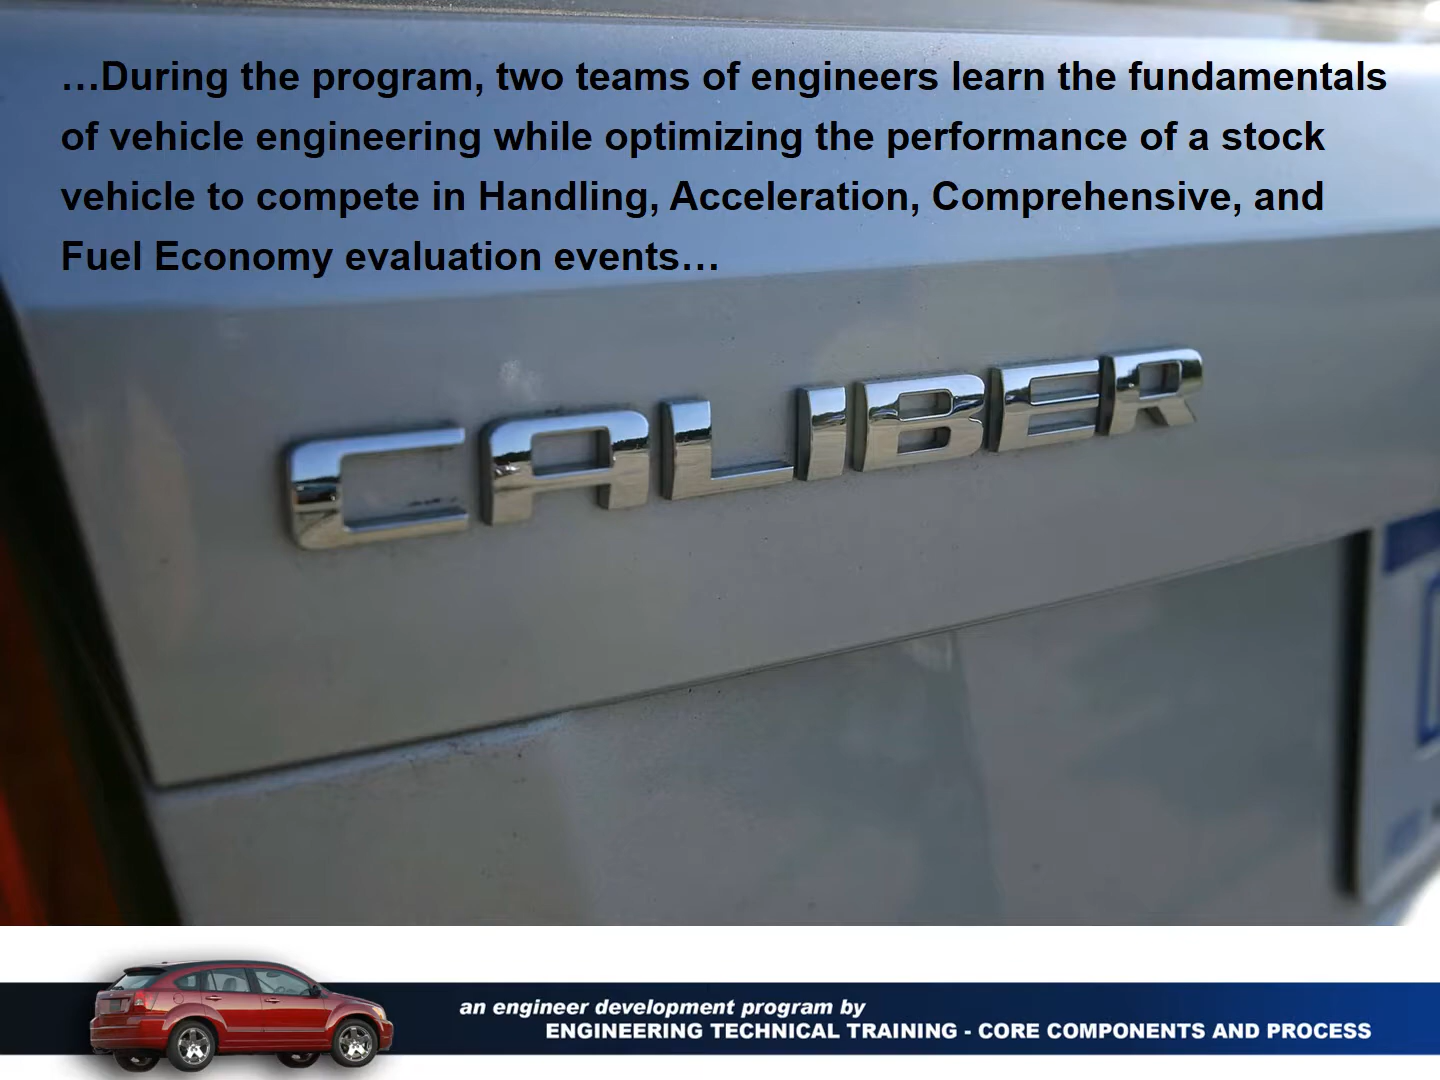 …During the program, two teams of engineers learn the fundamentals
of vehicle engineering while optimizing the performance of a stock
vehicle to compete in Handling, Acceleration, Comprehensive, and
Fuel Economy evaluation events…
CALIBER
an engineer development program by
ENGINEERING TECHNICAL TRAINING - CORE COMPONENTS AND PROCESS